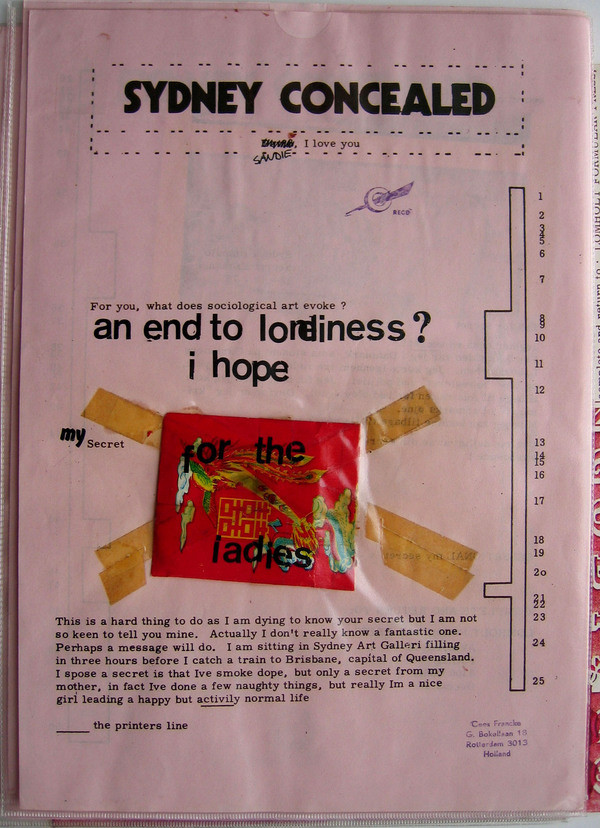 SYDNEY CONCEALED
, I love you
SANDIE
RECO
For you, what does sociological art evoke ?
an end to loneliness?
i hope
my Secret
for the
囍
ladies
This is a hard thing to do as I am dying to know your secret but I am not
so keen to tell you mine. Actually I don't really know a fantastic one.
Perhaps a message will do. I am sitting in Sydney Art Galleri filling
in three hours before I catch a train to Brisbane, capital of Queensland.
I spose a secret is that Ive smoke dope, but only a secret from my
mother, in fact Ive done a few naughty things, but really Im a nice
girl leading a happy but activily normal life
____ the printers line
1
2
3
4
5
6
7
8
9
10
11
12
13
14
15
16
17
18
19
2o
21
22
23
24
25
Cees Francke
G. Bokellaan 18
Rotterdam 3013
Holland